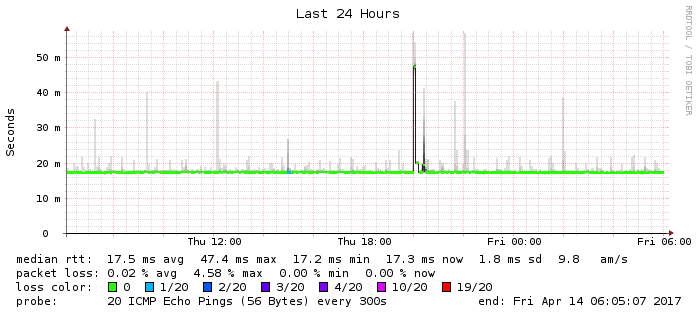 Last 24 Hours
RRDTOOL / TOBI OETIKER
Seconds
50 m
40 m
30 m
20 m
10 m
0
Thu 12:00 Thu 18:00 Fri 00:00 Fri 06:00
median rtt: 17.5 ms avg 47.4 ms max 17.2 ms min 17.3 ms now 1.8 ms sd 9.8 am/s
packet loss: 0.02 % avg 4.58 % max 0.00 % min 0.00 % now
loss color: 0 1/20 2/20 3/20 4/20 10/20 19/20
probe: 20 ICMP Echo Pings (56 Bytes) every 300s end: Fri Apr 14 06:05:07 2017